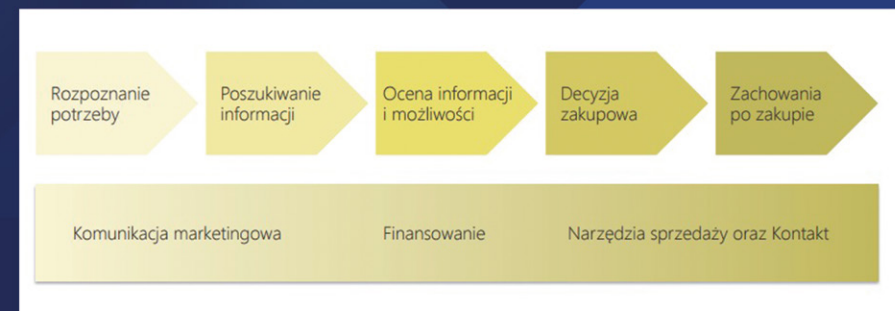 Rozpoznanie
potrzeby
Poszukiwanie
informacji
Ocena informacji
i możliwości
Decyzja
zakupowa
Zachowania
po zakupie
Komunikacja marketingowa
Finansowanie
Narzędzia sprzedaży oraz Kontakt